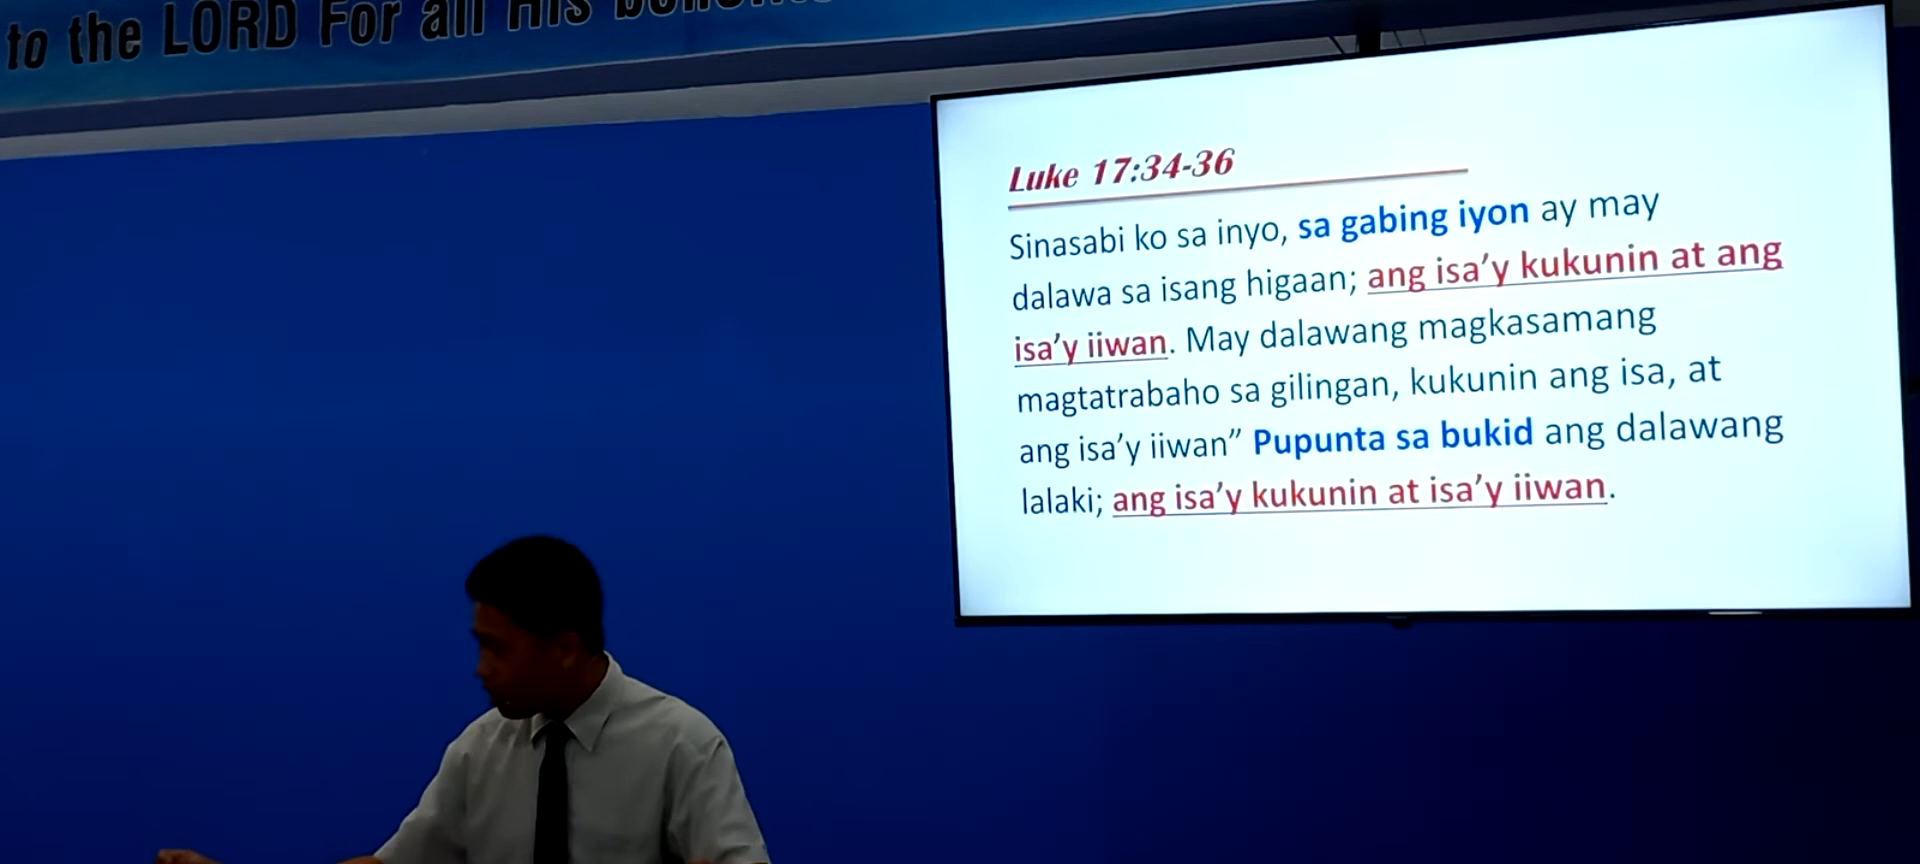 to the LORD For all His
Luke 17:34-36
Sinasabi ko sa inyo, sa gabing iyon ay may
dalawa sa isang higaan; ang isa’y kukunin at ang
isa’y iiwan. May dalawang magkasamang
magtatrabaho sa gilingan, kukunin ang isa, at
ang isa’y iiwan” Pupunta sa bukid ang dalawang
lalaki; ang isa’y kukunin at isa’y iiwan.